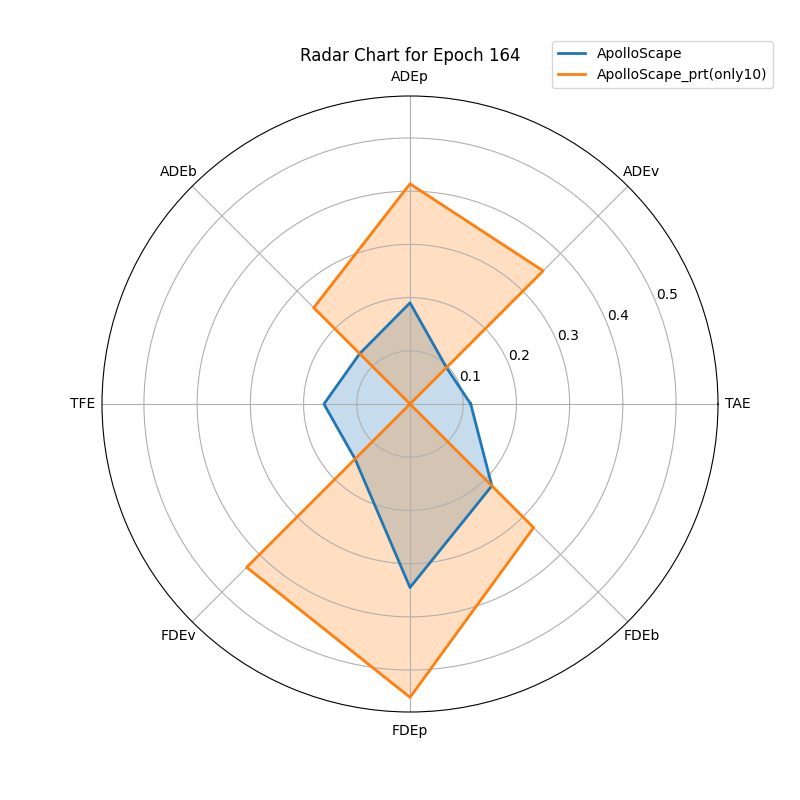 Radar Chart for Epoch 164
ApolloScape
ApolloScape_prt(only10)
ADEp
ADEb
ADEv
0.5
0.4
0.3
0.2
0.1
TFE
TAE
FDEv
FDEb
FDEp